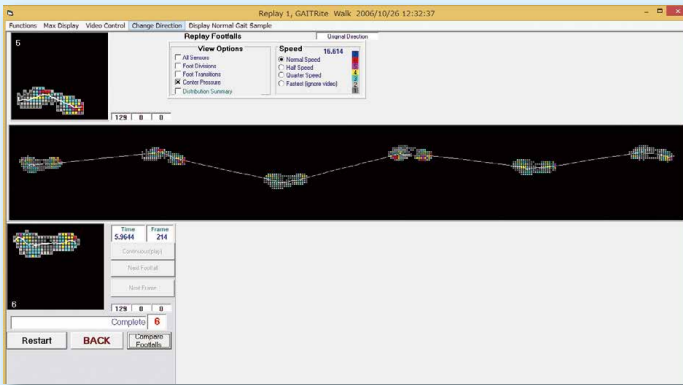 Replay 1, GAITRite Walk 2006/10/26 12:32:37
Functions Max Display Video Control Change Direction Display Normal Gait Sample
Replay Footfalls
Original Direction
5
View Options
All Sensors
Foot Divisions
Foot Transitions
Center Pressure
Distribution Summary
Speed 16.614
Normal Speed
Half Speed
Quarter Speed
Fastest (ignore video)
129 0 0
Time Frame
5.9644 214
Continuous(play)
Next Footfall
Next Frame
6
129 0 0
Complete 6
Restart BACK Compare Footfalls